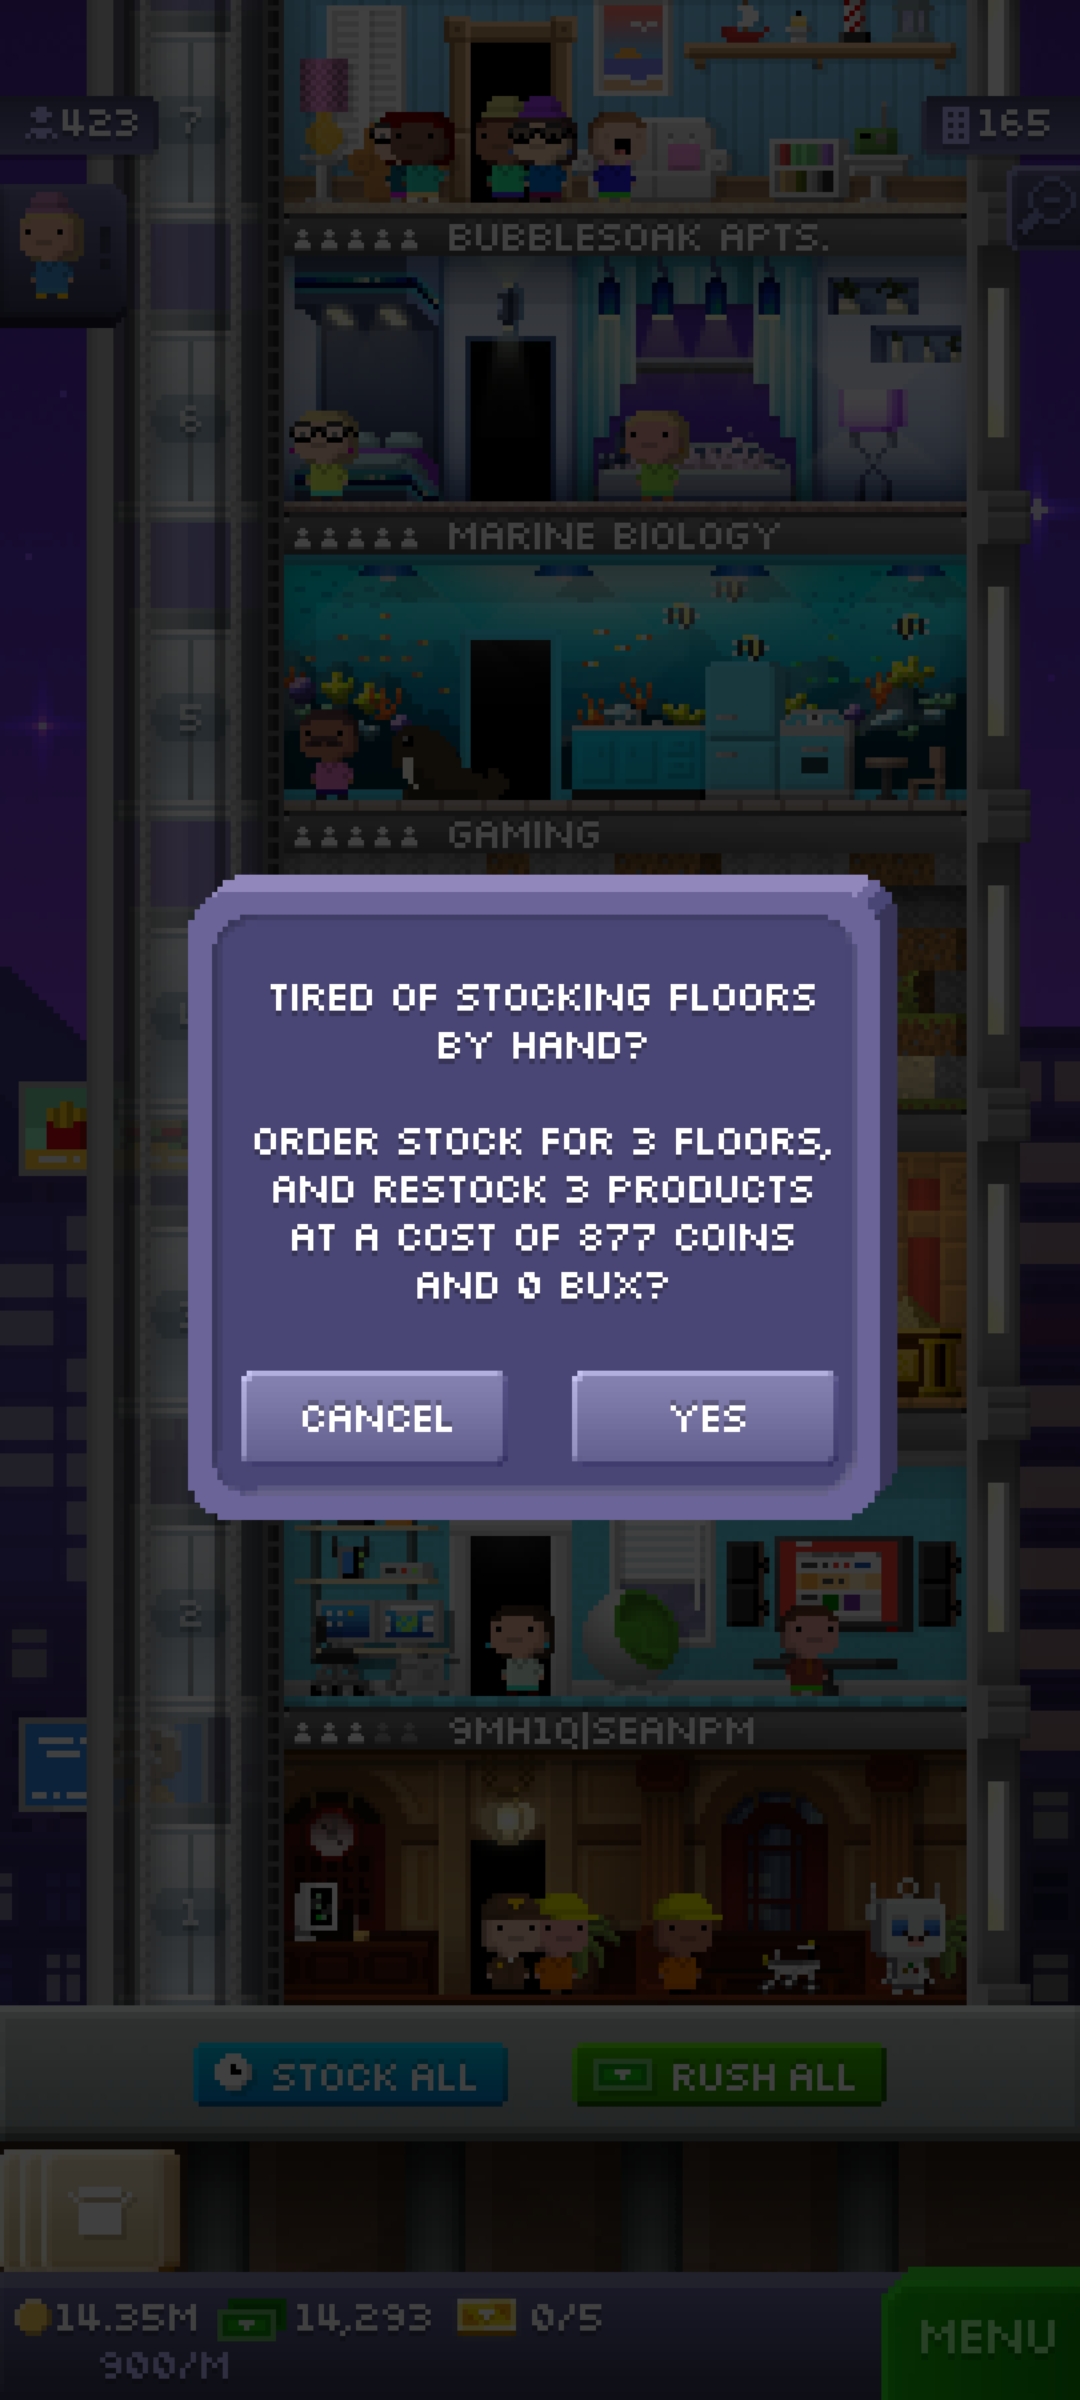 423
7
165
BUBBLESOAK APTS.
6
MARINE BIOLOGY
5
GAMING
TIRED OF STOCKING FLOORS
BY HAND?
ORDER STOCK FOR 3 FLOORS,
AND RESTOCK 3 PRODUCTS
AT A COST OF 877 COINS
AND 0 BUX?
CANCEL
YES
2
9MH1Q|SEANPM
1
STOCK ALL
RUSH ALL
14.35M
14,293
0/5
900/M
MENU